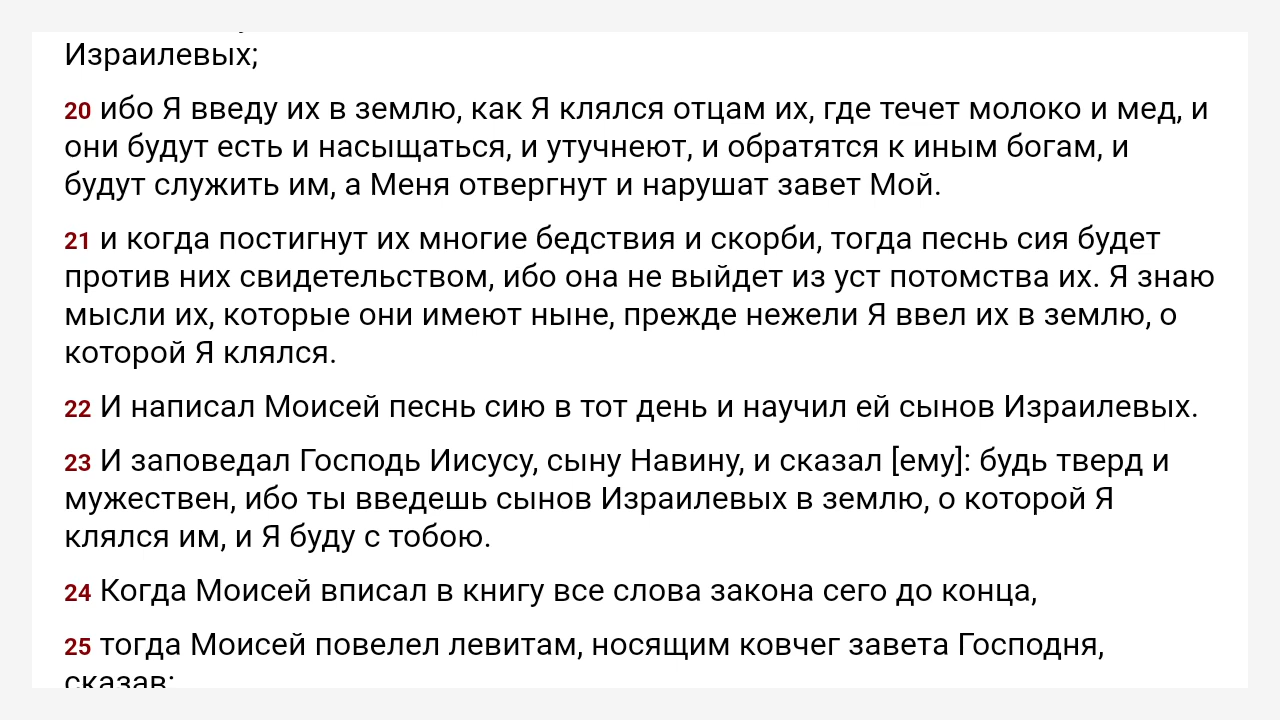 Израилевых;
20 ибо Я введу их в землю, как Я клялся отцам их, где течет молоко и мед, и
они будут есть и насыщаться, и утучнеют, и обратятся к иным богам, и
будут служить им, а Меня отвергнут и нарушат завет Мой.
21 и когда постигнут их многие бедствия и скорби, тогда песнь сия будет
против них свидетельством, ибо она не выйдет из уст потомства их. Я знаю
мысли их, которые они имеют ныне, прежде нежели Я ввел их в землю, о
которой Я клялся.
22 И написал Моисей песнь сию в тот день и научил ей сынов Израилевых.
23 И заповедал Господь Иисусу, сыну Навину, и сказал [ему]: будь тверд и
мужествен, ибо ты введешь сынов Израилевых в землю, о которой Я
клялся им, и Я буду с тобою.
24 Когда Моисей вписал в книгу все слова закона сего до конца,
25 тогда Моисей повелел левитам, носящим ковчег завета Господня,
сказав: